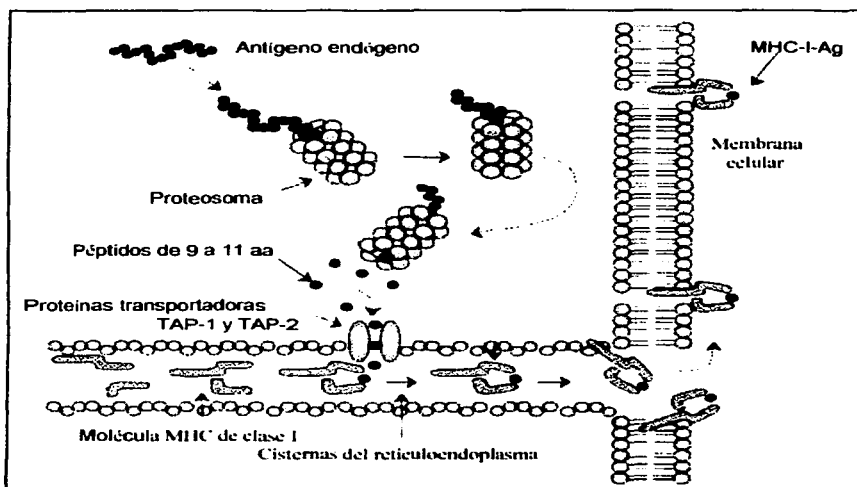 Antígeno endógeno
MHC-I-Ag
Membrana
celular
Proteosoma
Péptidos de 9 a 11 aa
Proteínas transportadoras
TAP-1 y TAP-2
Molécula MHC de clase I
Cisternas del reticuloendoplasma